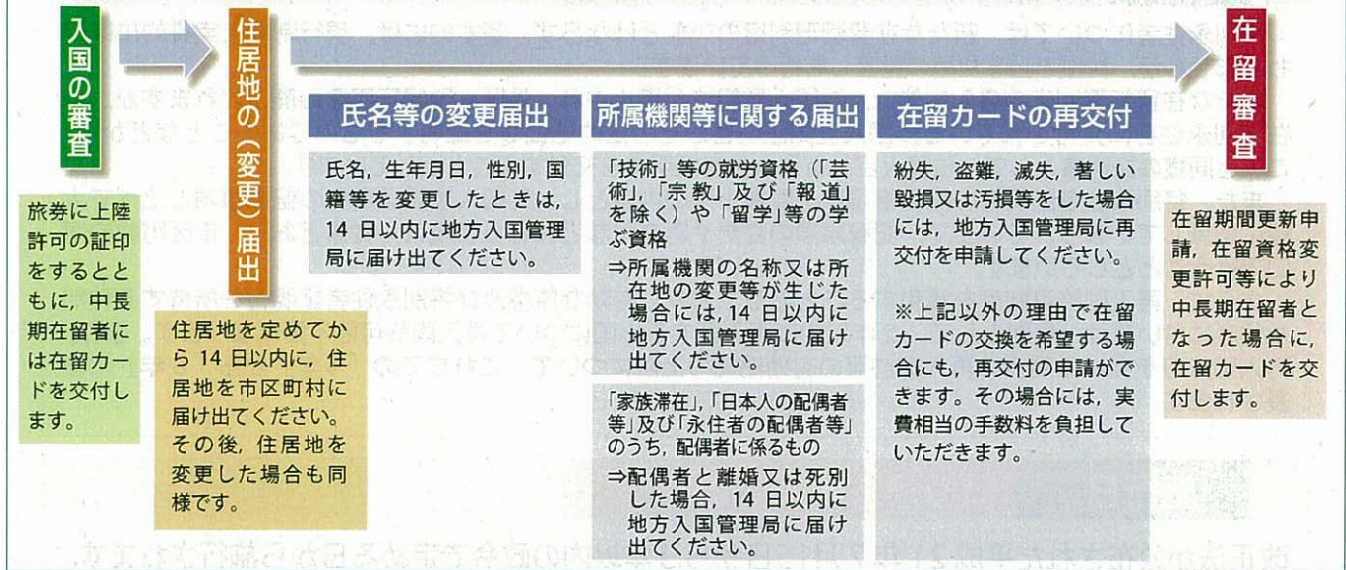 入国の審査
旅券に上陸
許可の証印
をするとと
もに，中長
期在留者に
は在留カー
ドを交付し
ます。
住居地の（変更）届出
住居地を定めてか
ら 14 日以内に，住
居地を市区町村に
届け出てください。
その後，住居地を
変更した場合も同
様です。
氏名等の変更届出
氏名，生年月日，性別，国
籍等を変更したときは，
14 日以内に地方入国管理
局に届け出てください。
所属機関等に関する届出
「技術」等の就労資格（「芸
術」，「宗教」及び「報道」
を除く）や「留学」等の学
ぶ資格
⇒所属機関の名称又は所
在地の変更等が生じた
場合には，14 日以内に
地方入国管理局に届け
出てください。
「家族滞在」，「日本人の配偶者
等」及び「永住者の配偶者等」
のうち，配偶者に係るもの
⇒配偶者と離婚又は死別
した場合，14 日以内に
地方入国管理局に届け
出てください。
在留カードの再交付
紛失，盗難，滅失，著しい
毀損又は汚損等をした場合
には，地方入国管理局に再
交付を申請してください。
※上記以外の理由で在留
カードの交換を希望する場
合にも，再交付の申請がで
きます。その場合には，実
費相当の手数料を負担して
いただきます。
在留審査
在留期間更新申
請，在留資格変
更許可等により
中長期在留者と
なった場合に，
在留カードを交
付します。